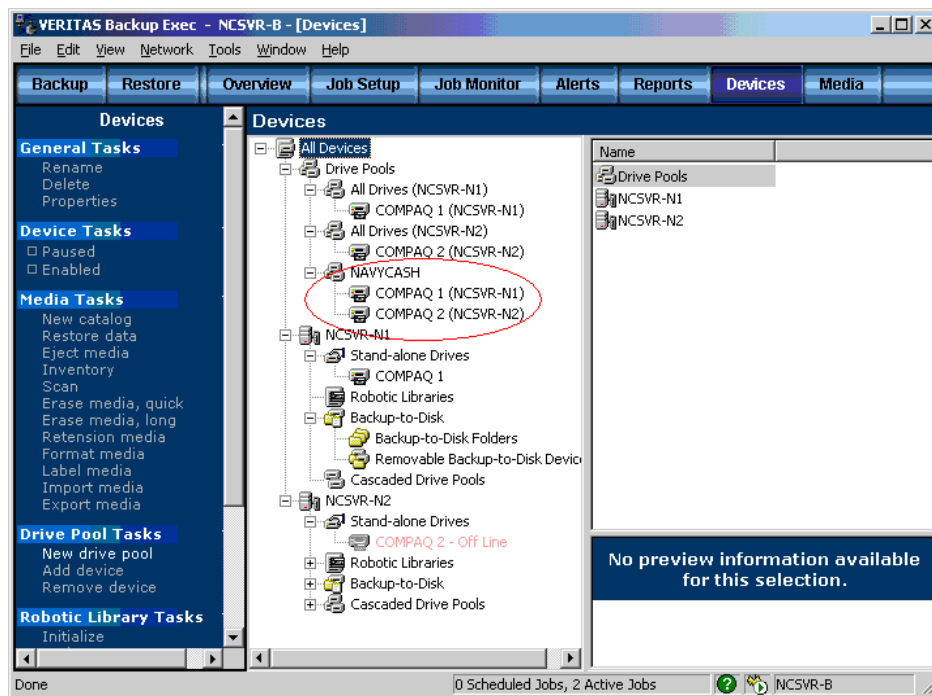 VERITAS Backup Exec - NCSVR-B - [Devices]
File Edit View Network Tools Window Help
Backup Restore Overview Job Setup Job Monitor Alerts Reports Devices Media
Devices
General Tasks
Rename
Delete
Properties
Device Tasks
Paused
Enabled
Media Tasks
New catalog
Restore data
Eject media
Inventory
Scan
Erase media, quick
Erase media, long
Retension media
Format media
Label media
Import media
Export media
Drive Pool Tasks
New drive pool
Add device
Remove device
Robotic Library Tasks
Initialize
Devices
All Devices
Drive Pools
All Drives (NCSVR-N1)
COMPAQ 1 (NCSVR-N1)
All Drives (NCSVR-N2)
COMPAQ 2 (NCSVR-N2)
NAVYCASH
COMPAQ 1 (NCSVR-N1)
COMPAQ 2 (NCSVR-N2)
NCSVR-N1
Stand-alone Drives
COMPAQ 1
Robotic Libraries
Backup-to-Disk
Backup-to-Disk Folders
Removable Backup-to-Disk Devic
Cascaded Drive Pools
NCSVR-N2
Stand-alone Drives
COMPAQ 2 - Off Line
Robotic Libraries
Backup-to-Disk
Cascaded Drive Pools
Name
Drive Pools
NCSVR-N1
NCSVR-N2
No preview information available
for this selection.
Done
0 Scheduled Jobs, 2 Active Jobs
NCSVR-B